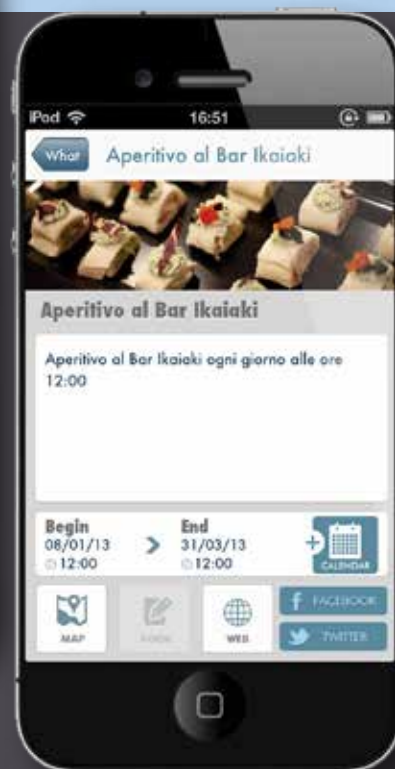 iPod 16:51
What Aperitivo al Bar Ikaiaki
Aperitivo al Bar Ikaiaki
Aperitivo al Bar Ikaiaki ogni giorno alle ore
12:00
Begin End
08/01/13 > 31/03/13
12:00 12:00
+ CALENDAR
MAP WEB
f FACEBOOK
TWITTER